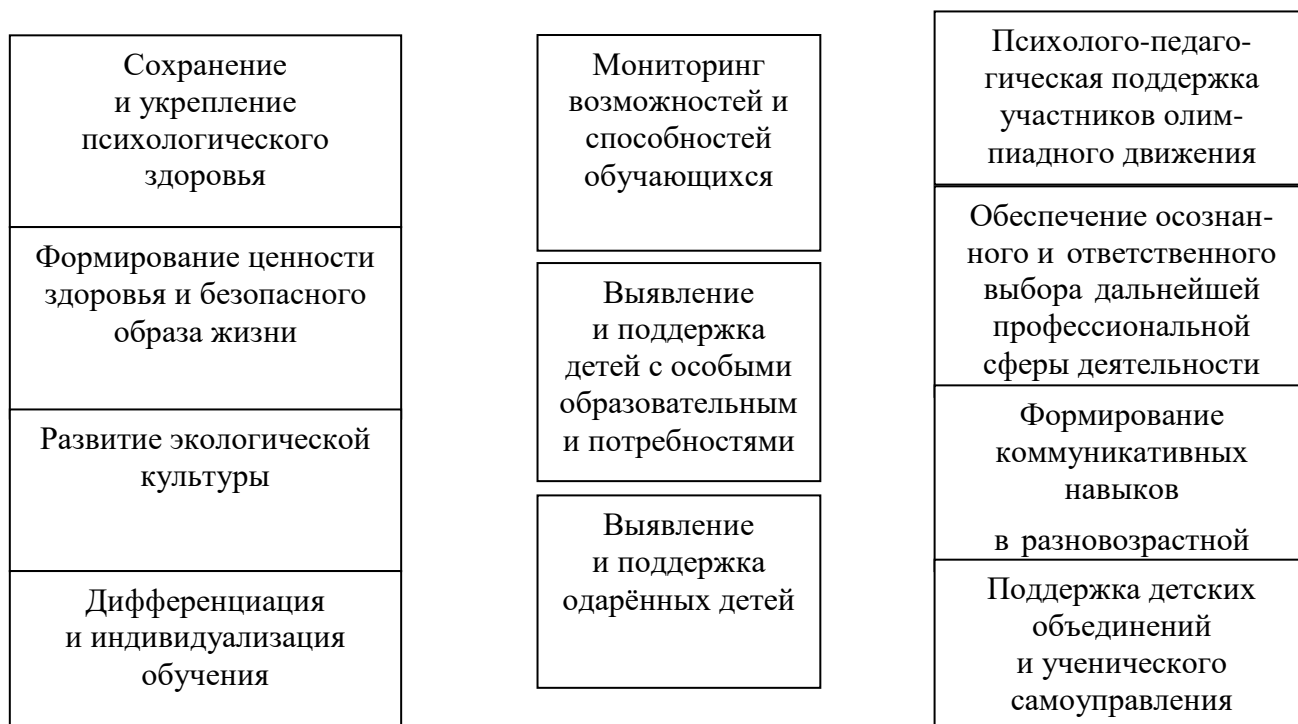 Сохранение
и укрепление
психологического
здоровья
Формирование ценности
здоровья и безопасного
образа жизни
Развитие экологической
культуры
Дифференциация
и индивидуализация
обучения
Мониторинг
возможностей и
способностей
обучающихся
Выявление
и поддержка
детей с особыми
образовательным
и потребностями
Выявление
и поддержка
одарённых детей
Психолого-педаго-
гическая поддержка
участников олим-
пиадного движения
Обеспечение осознан-
ного и ответственного
выбора дальнейшей
профессиональной
сферы деятельности
Формирование
коммуникативных
навыков
в разновозрастной
Поддержка детских
объединений
и ученического
самоуправления